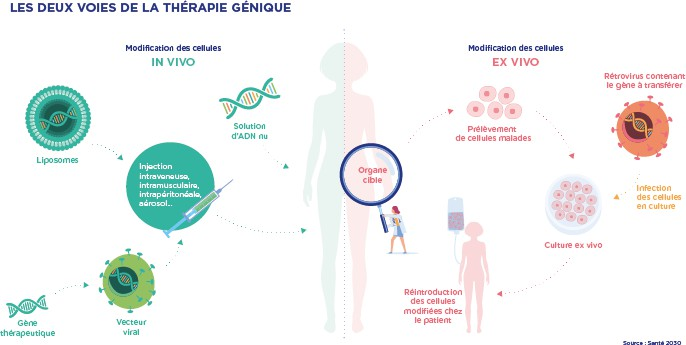 LES DEUX VOIES DE LA THÉRAPIE GÉNIQUE
Modification des cellules
IN VIVO
Liposomes
Solution
d'ADN nu
Injection
intraveneuse,
intramusculaire,
intrapéritonéale,
aérosol...
Gène
thérapeutique
Vecteur
viral
Organe
cible
Modification des cellules
EX VIVO
Prélèvement
de cellules malades
Rétrovirus contenant
le gène à transférer
Infection
des cellules
en culture
Culture ex vivo
Réintroduction
des cellules
modifiées chez
le patient
Source : Santé 2030